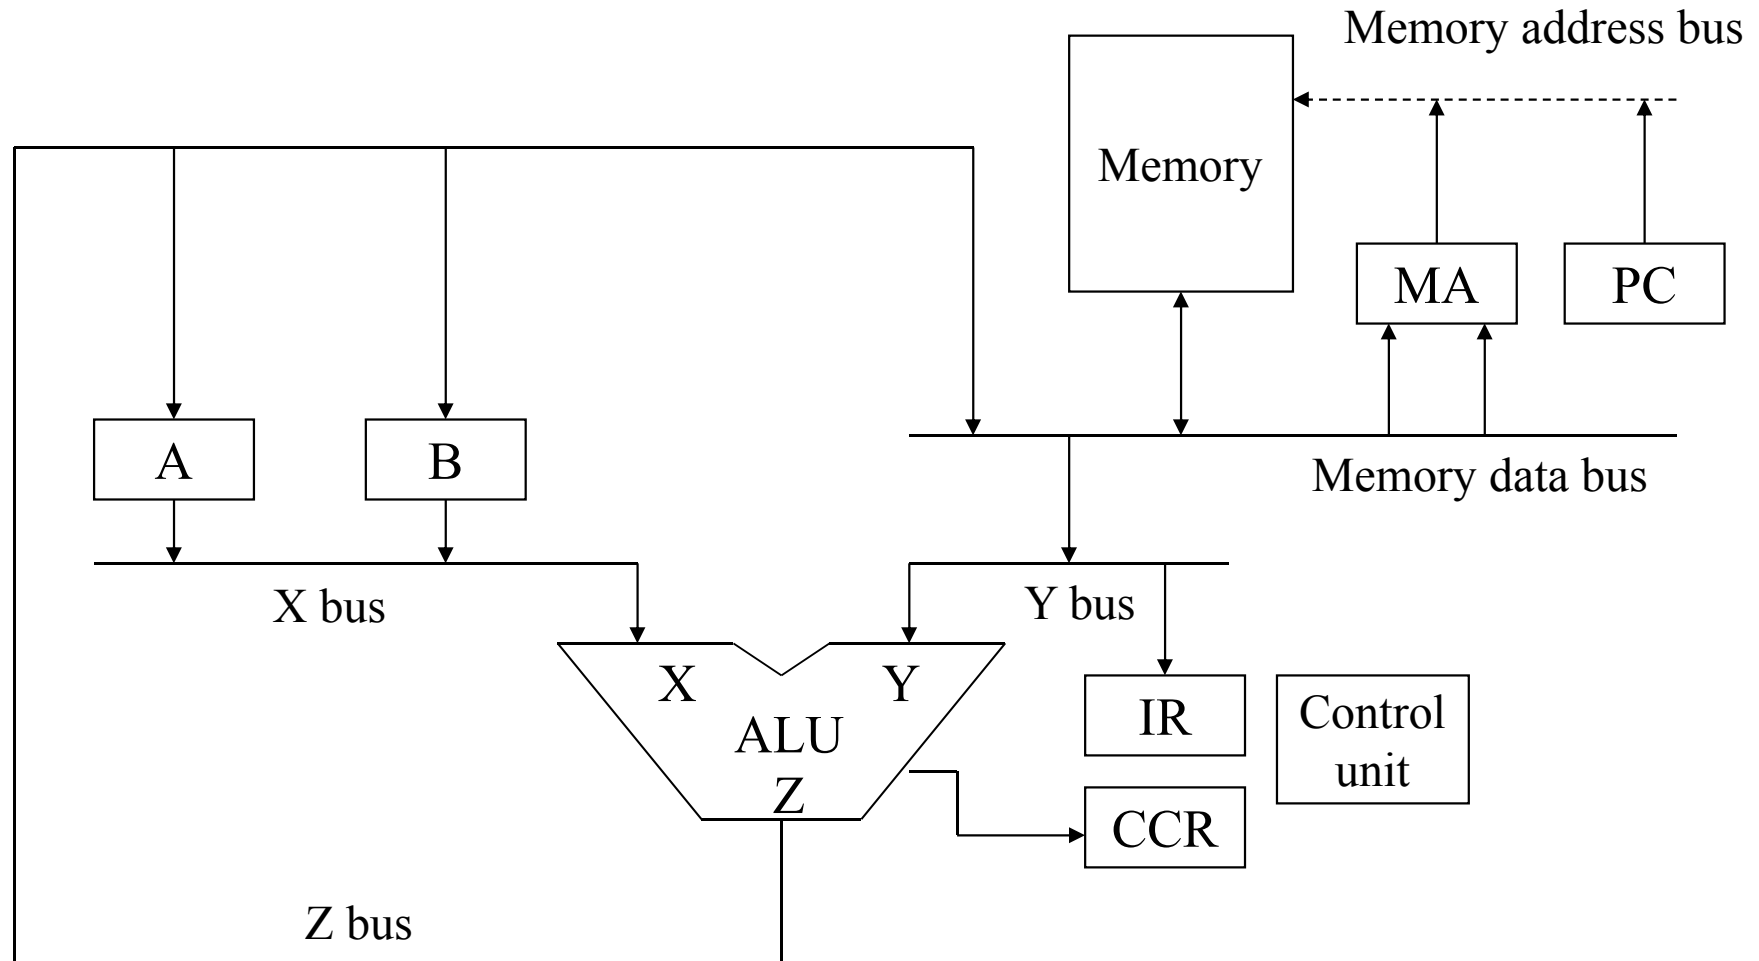 Memory address bus
Memory
MA
PC
A
B
Memory data bus
X bus
Y bus
X
Y
ALU
Z
IR
Control
unit
CCR
Z bus